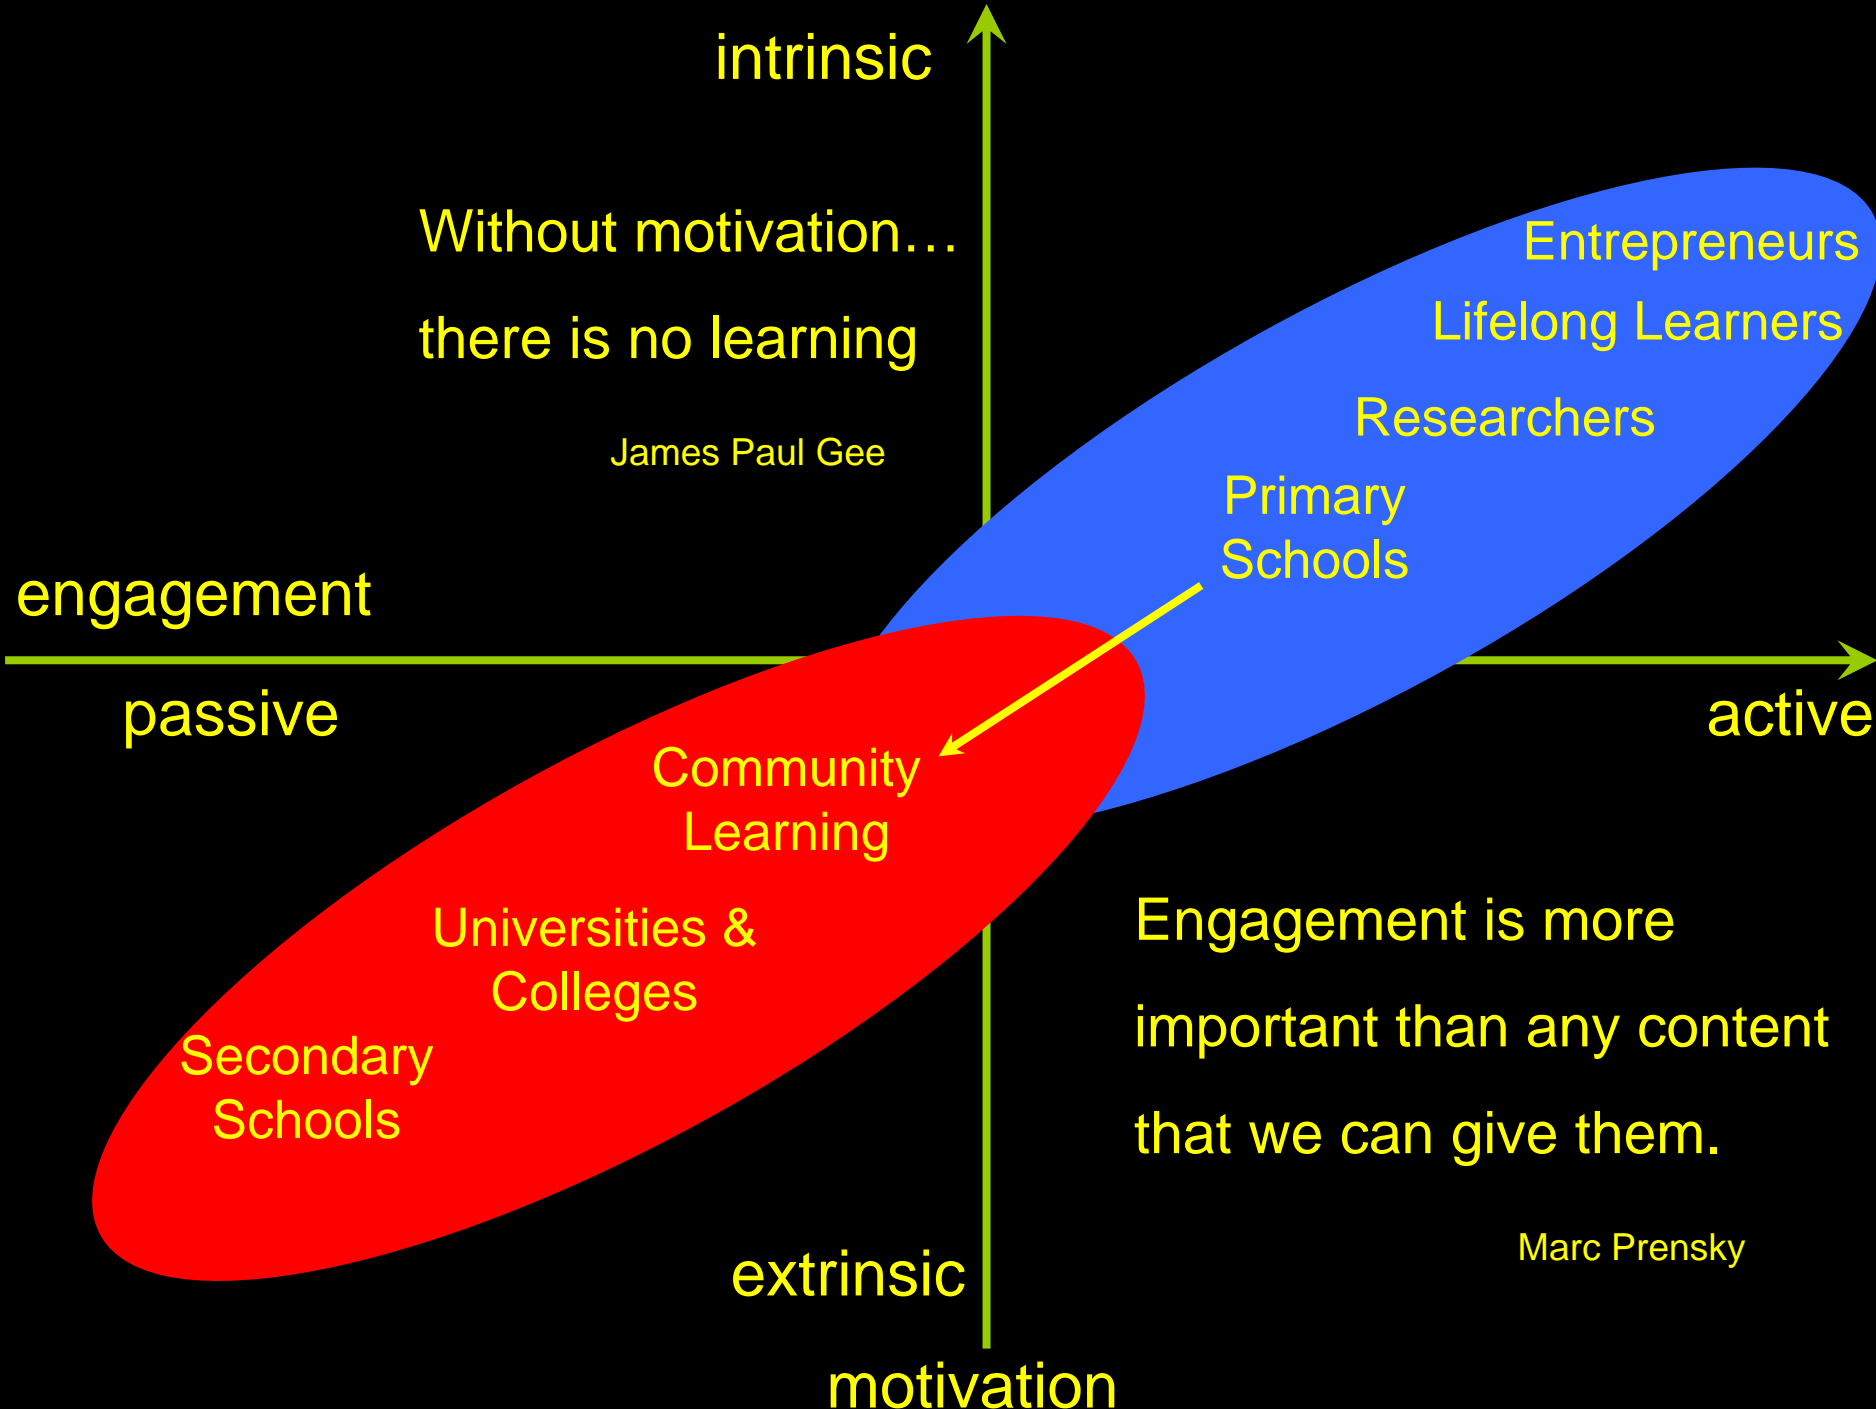 intrinsic
Without motivation…
there is no learning
James Paul Gee
Entrepreneurs
Lifelong Learners
Researchers
Primary
Schools
engagement
passive
active
Community
Learning
Universities &
Colleges
Secondary
Schools
Engagement is more
important than any content
that we can give them.
Marc Prensky
extrinsic
motivation